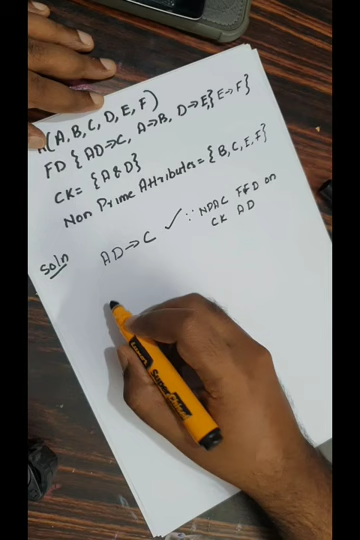 (A, B, C, D, E, F)
FD { AD→C, A→B, D→E, E→F }
CK = {A&D}
Non Prime Attributes = {B, C, E, F}
Soln
AD→C ✓ ∵ NPAC FFD on
CK AD